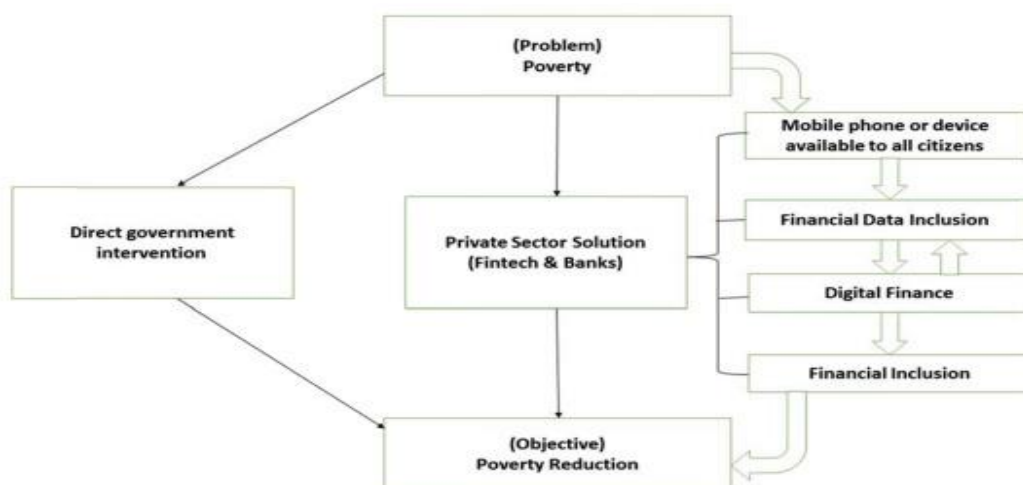 (Problem)
Poverty
Mobile phone or device
available to all citizens
Direct government
intervention
Private Sector Solution
(Fintech & Banks)
Financial Data Inclusion
Digital Finance
Financial Inclusion
(Objective)
Poverty Reduction